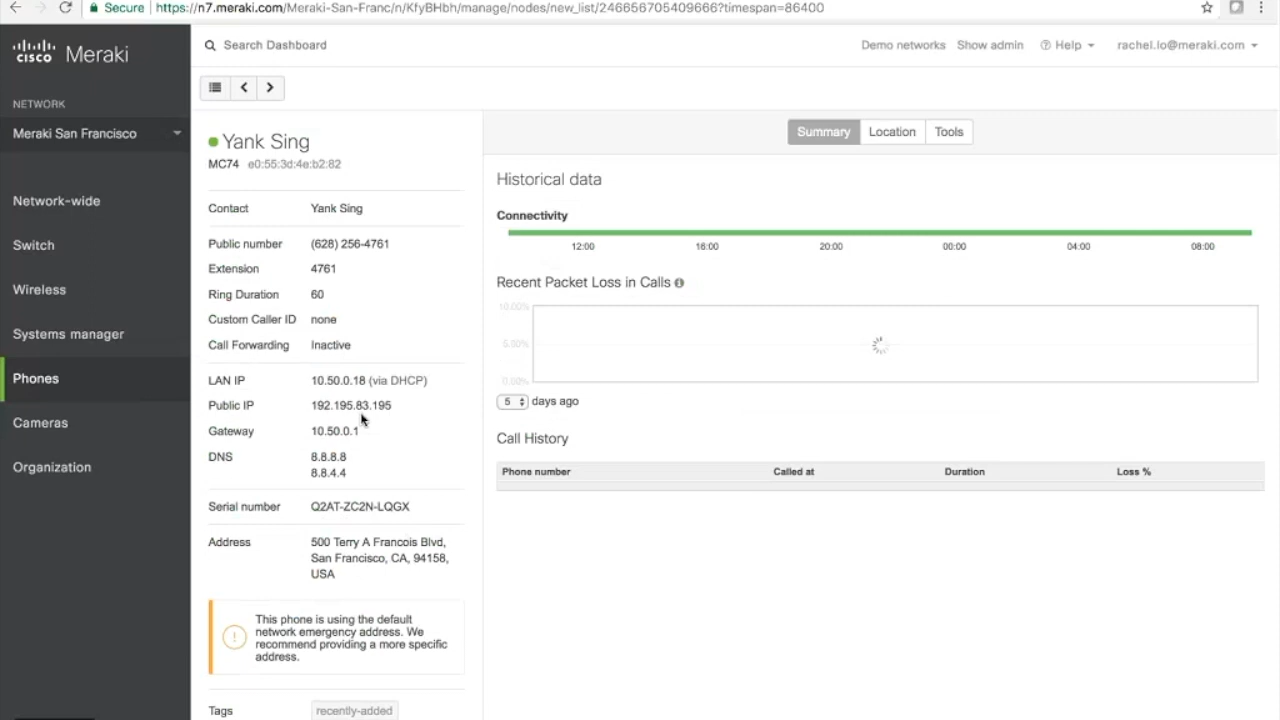 Secure https://n7.meraki.com/Meraki-San-Franc/n/KfyBHbh/manage/nodes/new_list/246656705409666?timespan=86400
cisco Meraki
Search Dashboard
Demo networks Show admin Help rachel.lo@meraki.com
NETWORK
Meraki San Francisco
Network-wide
Switch
Wireless
Systems manager
Phones
Cameras
Organization
Yank Sing
MC74 e0:55:3d:4e:b2:82
Contact Yank Sing
Public number (628) 256-4761
Extension 4761
Ring Duration 60
Custom Caller ID none
Call Forwarding Inactive
LAN IP 10.50.0.18 (via DHCP)
Public IP 192.195.83.195
Gateway 10.50.0.1
DNS 8.8.8.8
8.8.4.4
Serial number Q2AT-ZC2N-LQGX
Address 500 Terry A Francois Blvd,
San Francisco, CA, 94158,
USA
This phone is using the default
network emergency address. We
recommend providing a more specific
address.
Tags recently-added
Summary Location Tools
Historical data
Connectivity
12:00 16:00 20:00 00:00 04:00 08:00
Recent Packet Loss in Calls
10.00%
5.00%
0.00%
5 days ago
Call History
Phone number Called at Duration Loss %